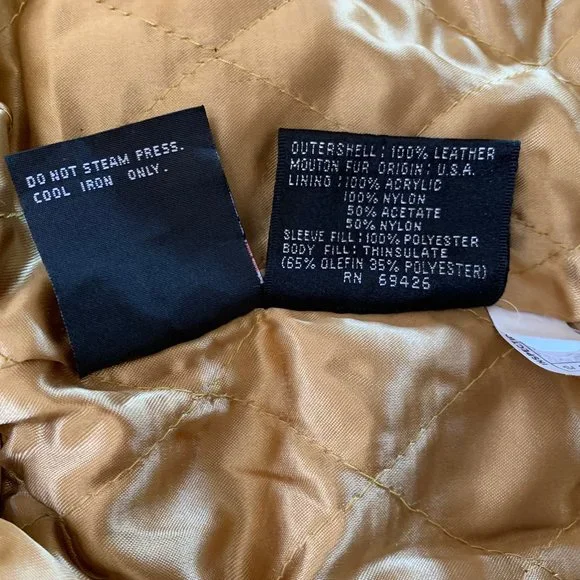 DO NOT STEAM PRESS.
COOL IRON ONLY.
OUTERSHELL: 100% LEATHER
MOUTON FUR ORIGIN: U.S.A.
LINING: 100% ACRYLIC
100% NYLON
50% ACETATE
50% NYLON
SLEEVE FILL: 100% POLYESTER
BODY FILL: THINSULATE
(65% OLEFIN 35% POLYESTER)
RN 69426